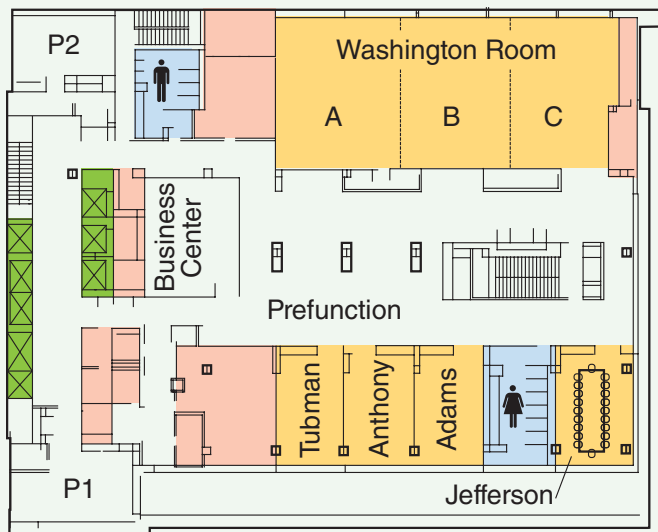 P2
Washington Room
A
B
C
Business
Center
Prefunction
Tubman
Anthony
Adams
P1
Jefferson